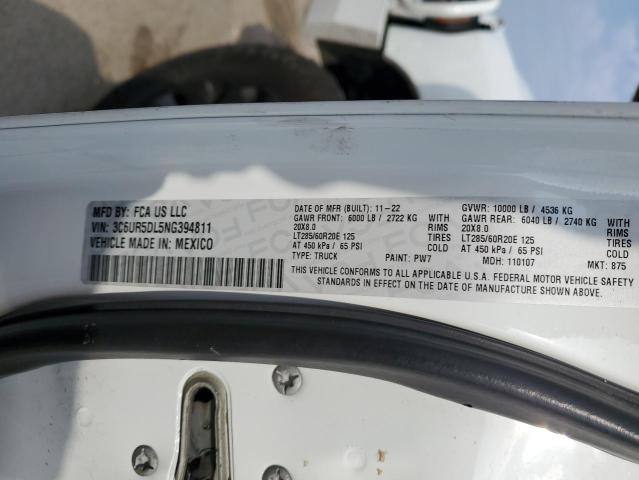 MFD BY: FCA US LLC
VIN: 3C6UR5DL5NG394811
VEHICLE MADE IN: MEXICO
DATE OF MFR (BUILT): 11-22
GVWR: 10000 LB / 4536 KG
GAWR FRONT: 6000 LB / 2722 KG WITH
GAWR REAR: 6040 LB / 2740 KG WITH
20X8.0 RIMS
20X8.0 RIMS
LT285/60R20E 125 TIRES
LT285/60R20E 125 TIRES
AT 450 kPa / 65 PSI COLD
AT 450 kPa / 65 PSI COLD
TYPE: TRUCK PAINT: PW7 MDH: 110107 MKT: 875
THIS VEHICLE CONFORMS TO ALL APPLICABLE U.S.A. FEDERAL MOTOR VEHICLE SAFETY
STANDARDS IN EFFECT ON THE DATE OF MANUFACTURE SHOWN ABOVE.